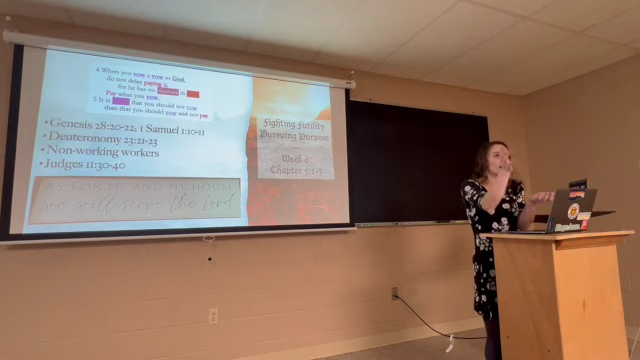 4 When you vow a vow to God,
do not delay paying it,
for he has no pleasure in
Pay what you vow.
5 It is that you should not vow
than that you should vow and not pay
•Genesis 28:20-22; 1 Samuel 1:10-11
•Deuteronomy 23:21-23
•Non-working workers
•Judges 11:30-40
AS FOR ME AND MY HOUSE
we will serve the Lord
Fighting Futility
Pursuing Purpose
~
Week 6:
Chapter 5:1-7